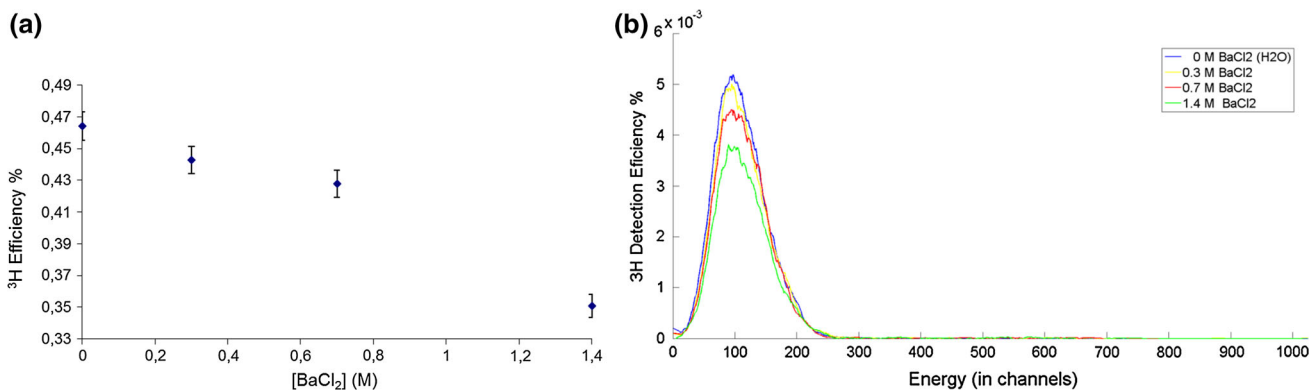 (a)
0,49
0,47
0,45
0,43
0,41
0,39
0,37
0,35
0,33
³H Efficiency %
0 0,2 0,4 0,6 0,8 1 1,2 1,4
[BaCl₂] (M)
(b)
6 x 10⁻³
5
4
3
2
1
0
3H Detection Eficiency %
0 100 200 300 400 500 600 700 800 900 1000
Energy (in channels)
0 M BaCl2 (H2O)
0.3 M BaCl2
0.7 M BaCl2
1.4 M BaCl2